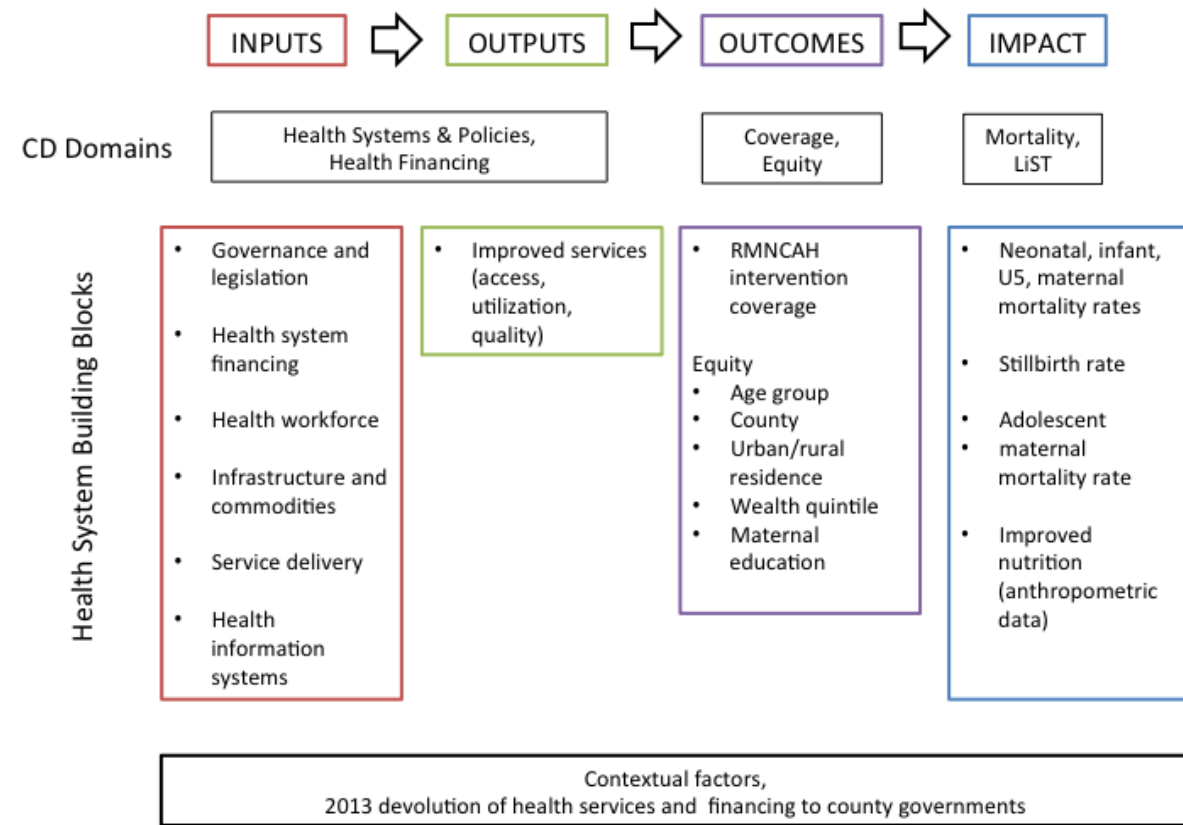 INPUTS
OUTPUTS
OUTCOMES
IMPACT
CD Domains
Health Systems & Policies,
Health Financing
Coverage,
Equity
Mortality,
LiST
Health System Building Blocks
• Governance and
legislation
• Health system
financing
• Health workforce
• Infrastructure and
commodities
• Service delivery
• Health
information
systems
• Improved services
(access,
utilization,
quality)
• RMNCAH
intervention
coverage
Equity
• Age group
• County
• Urban/rural
residence
• Wealth quintile
• Maternal
education
• Neonatal, infant,
U5, maternal
mortality rates
• Stillbirth rate
• Adolescent
• maternal
mortality rate
• Improved
nutrition
(anthropometric
data)
Contextual factors,
2013 devolution of health services and financing to county governments